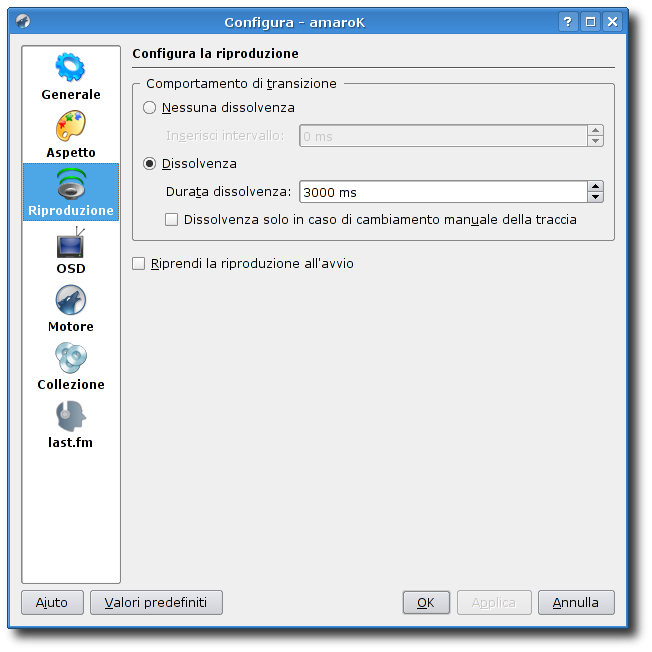 Configura - amaroK
Generale
Aspetto
Riproduzione
OSD
Motore
Collezione
last.fm
Configura la riproduzione
Comportamento di transizione
Nessuna dissolvenza
Inserisci intervallo: 0 ms
Dissolvenza
Durata dissolvenza: 3000 ms
Dissolvenza solo in caso di cambiamento manuale della traccia
Riprendi la riproduzione all'avvio
Aiuto Valori predefiniti OK Applica Annulla